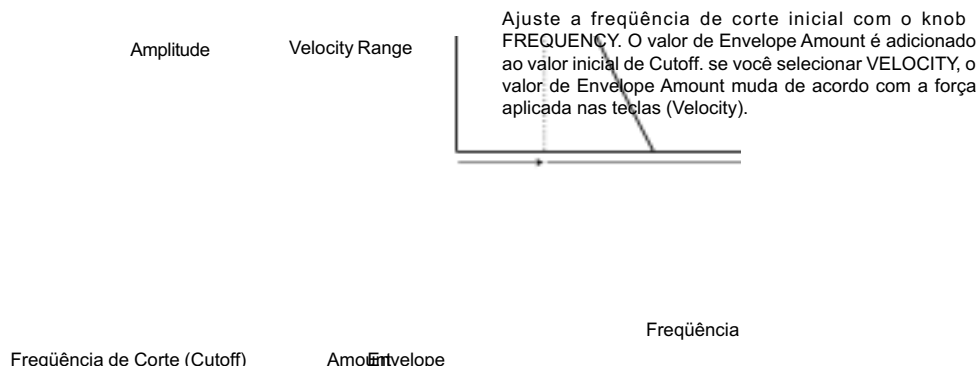 Ajuste a freqüência de corte inicial com o knob
FREQUENCY. O valor de Envelope Amount é adicionado
ao valor inicial de Cutoff. se você selecionar VELOCITY, o
valor de Envelope Amount muda de acordo com a força
aplicada nas teclas (Velocity).
Amplitude
Velocity Range
Freqüência
Freqüência de Corte (Cutoff)
Amount
Envelope